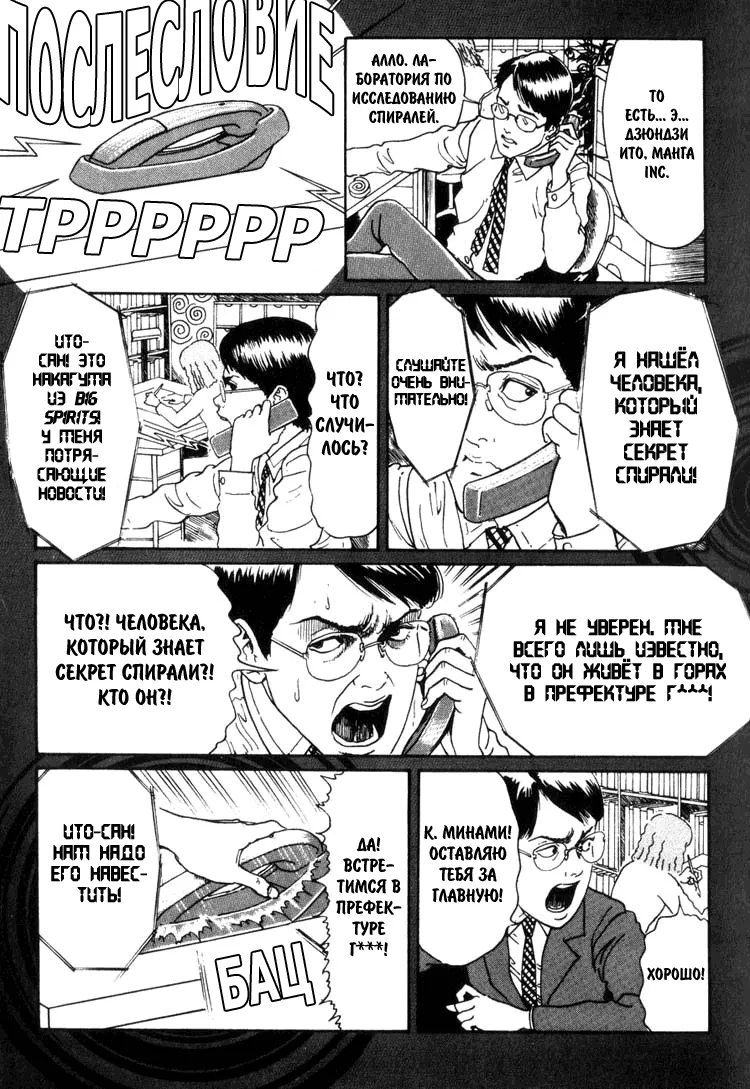 ПОСЛЕСЛОВИЕ
ТРРРРРРР
АЛЛО. ЛА-
БОРАТОРИЯ ПО
ИССЛЕДОВАНИЮ
СПИРАЛЕЙ.
ТО
ЕСТЬ... Э...
ДЗЮНДЗИ
ИТО, МАНГА
INC.
ИТО-
САН! ЭТО
НАКАГУМА
ИЗ BIG
SPIRITS!
У МЕНЯ
ПОТРЯ-
САЮЩИЕ
НОВОСТИ!
ЧТО?
ЧТО
СЛУЧИ-
ЛОСЬ?
СЛУШАЙТЕ
ОЧЕНЬ ВНИ-
МАТЕЛЬНО!
Я НАШЁЛ
ЧЕЛОВЕКА,
КОТОРЫЙ
ЗНАЕТ
СЕКРЕТ
СПИРАЛИ!
ЧТО?! ЧЕЛОВЕКА,
КОТОРЫЙ ЗНАЕТ
СЕКРЕТ СПИРАЛИ?!
КТО ОН?!
Я НЕ УВЕРЕН. МНЕ
ВСЕГО ЛИШЬ ИЗВЕСТНО,
ЧТО ОН ЖИВЁТ В ГОРАХ
В ПРЕФЕКТУРЕ Г***!
ИТО-САН!
НАМ НАДО
ЕГО НАВЕС-
ТИТЬ!
ДА!
ВСТРЕ-
ТИМСЯ В
ПРЕФЕК-
ТУРЕ
Г***!
БАЦ
К. МИНАМИ!
ОСТАВЛЯЮ
ТЕБЯ ЗА
ГЛАВНУЮ!
ХОРОШО!